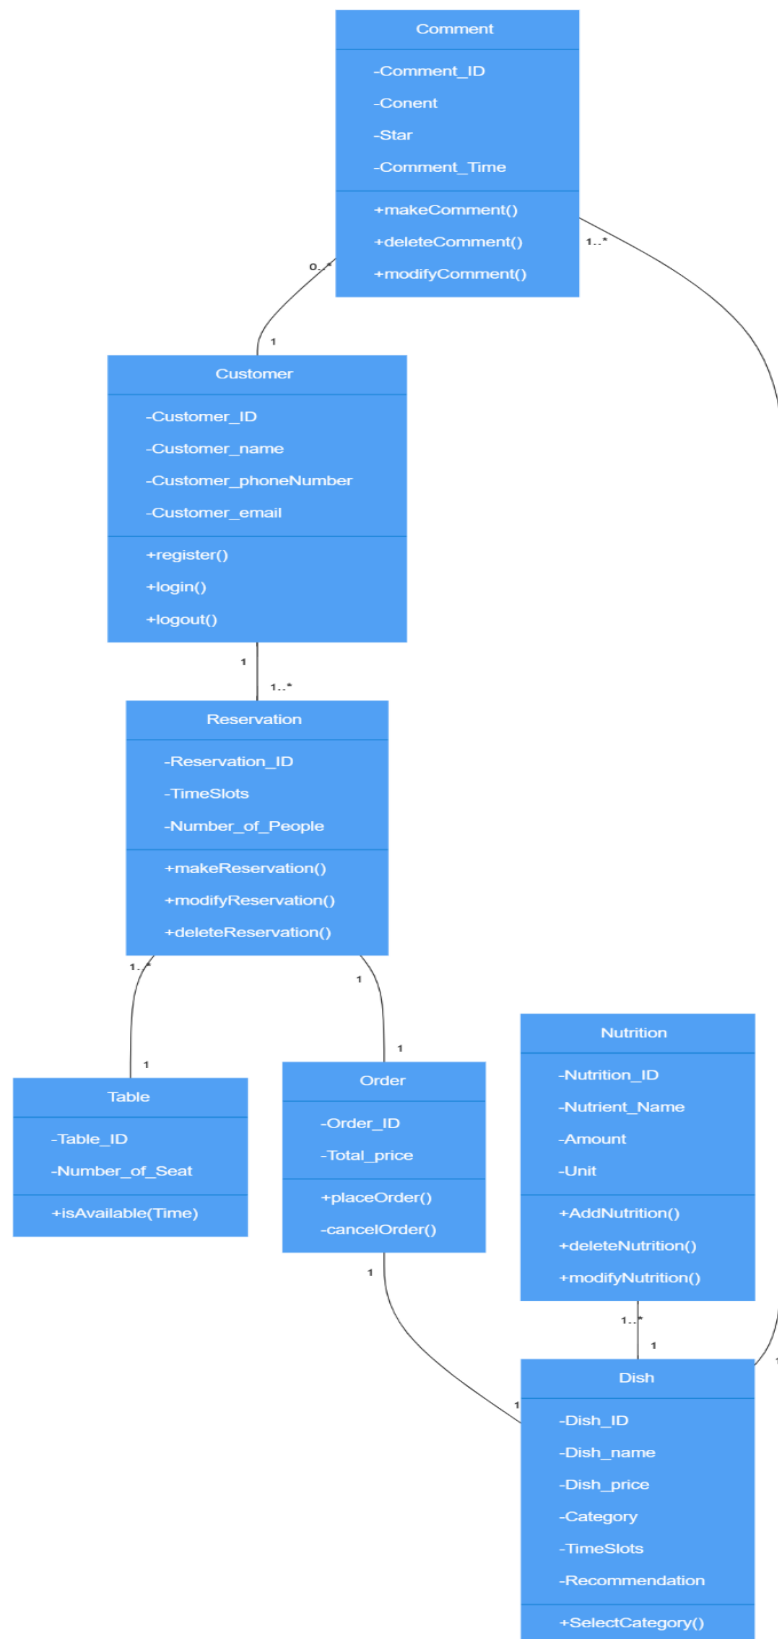 Comment
-Comment_ID
-Conent
-Star
-Comment_Time
+makeComment()
+deleteComment()
+modifyComment()
1..*
0..*
1
Customer
-Customer_ID
-Customer_name
-Customer_phoneNumber
-Customer_email
+register()
+login()
+logout()
1
1..*
Reservation
-Reservation_ID
-TimeSlots
-Number_of_People
+makeReservation()
+modifyReservation()
+deleteReservation()
1..*
1
1
1
Table
-Table_ID
-Number_of_Seat
+isAvailable(Time)
Order
-Order_ID
-Total_price
+placeOrder()
-cancelOrder()
Nutrition
-Nutrition_ID
-Nutrient_Name
-Amount
-Unit
+AddNutrition()
+deleteNutrition()
+modifyNutrition()
1
1..*
1
1
1
Dish
-Dish_ID
-Dish_name
-Dish_price
-Category
-TimeSlots
-Recommendation
+SelectCategory()